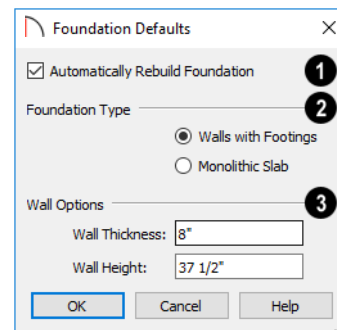 Foundation Defaults
Automatically Rebuild Foundation 1
Foundation Type 2
Walls with Footings
Monolithic Slab
Wall Options 3
Wall Thickness: 8"
Wall Height: 37 1/2"
OK Cancel Help